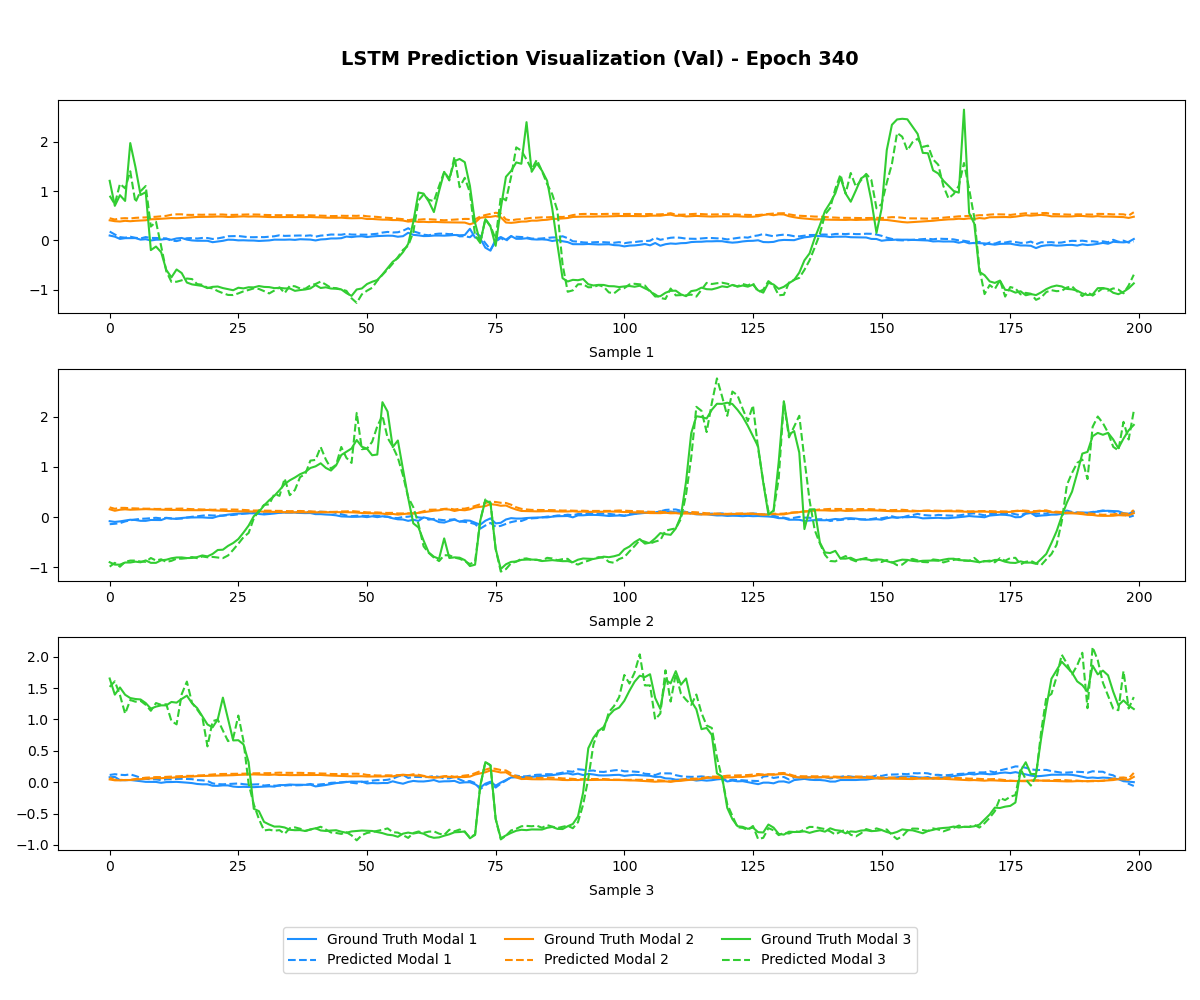 LSTM Prediction Visualization (Val) - Epoch 340
2
1
0
−1
0 25 50 75 100 125 150 175 200
Sample 1
2
1
0
−1
0 25 50 75 100 125 150 175 200
Sample 2
2.0
1.5
1.0
0.5
0.0
−0.5
−1.0
0 25 50 75 100 125 150 175 200
Sample 3
Ground Truth Modal 1 Ground Truth Modal 2 Ground Truth Modal 3
Predicted Modal 1 Predicted Modal 2 Predicted Modal 3